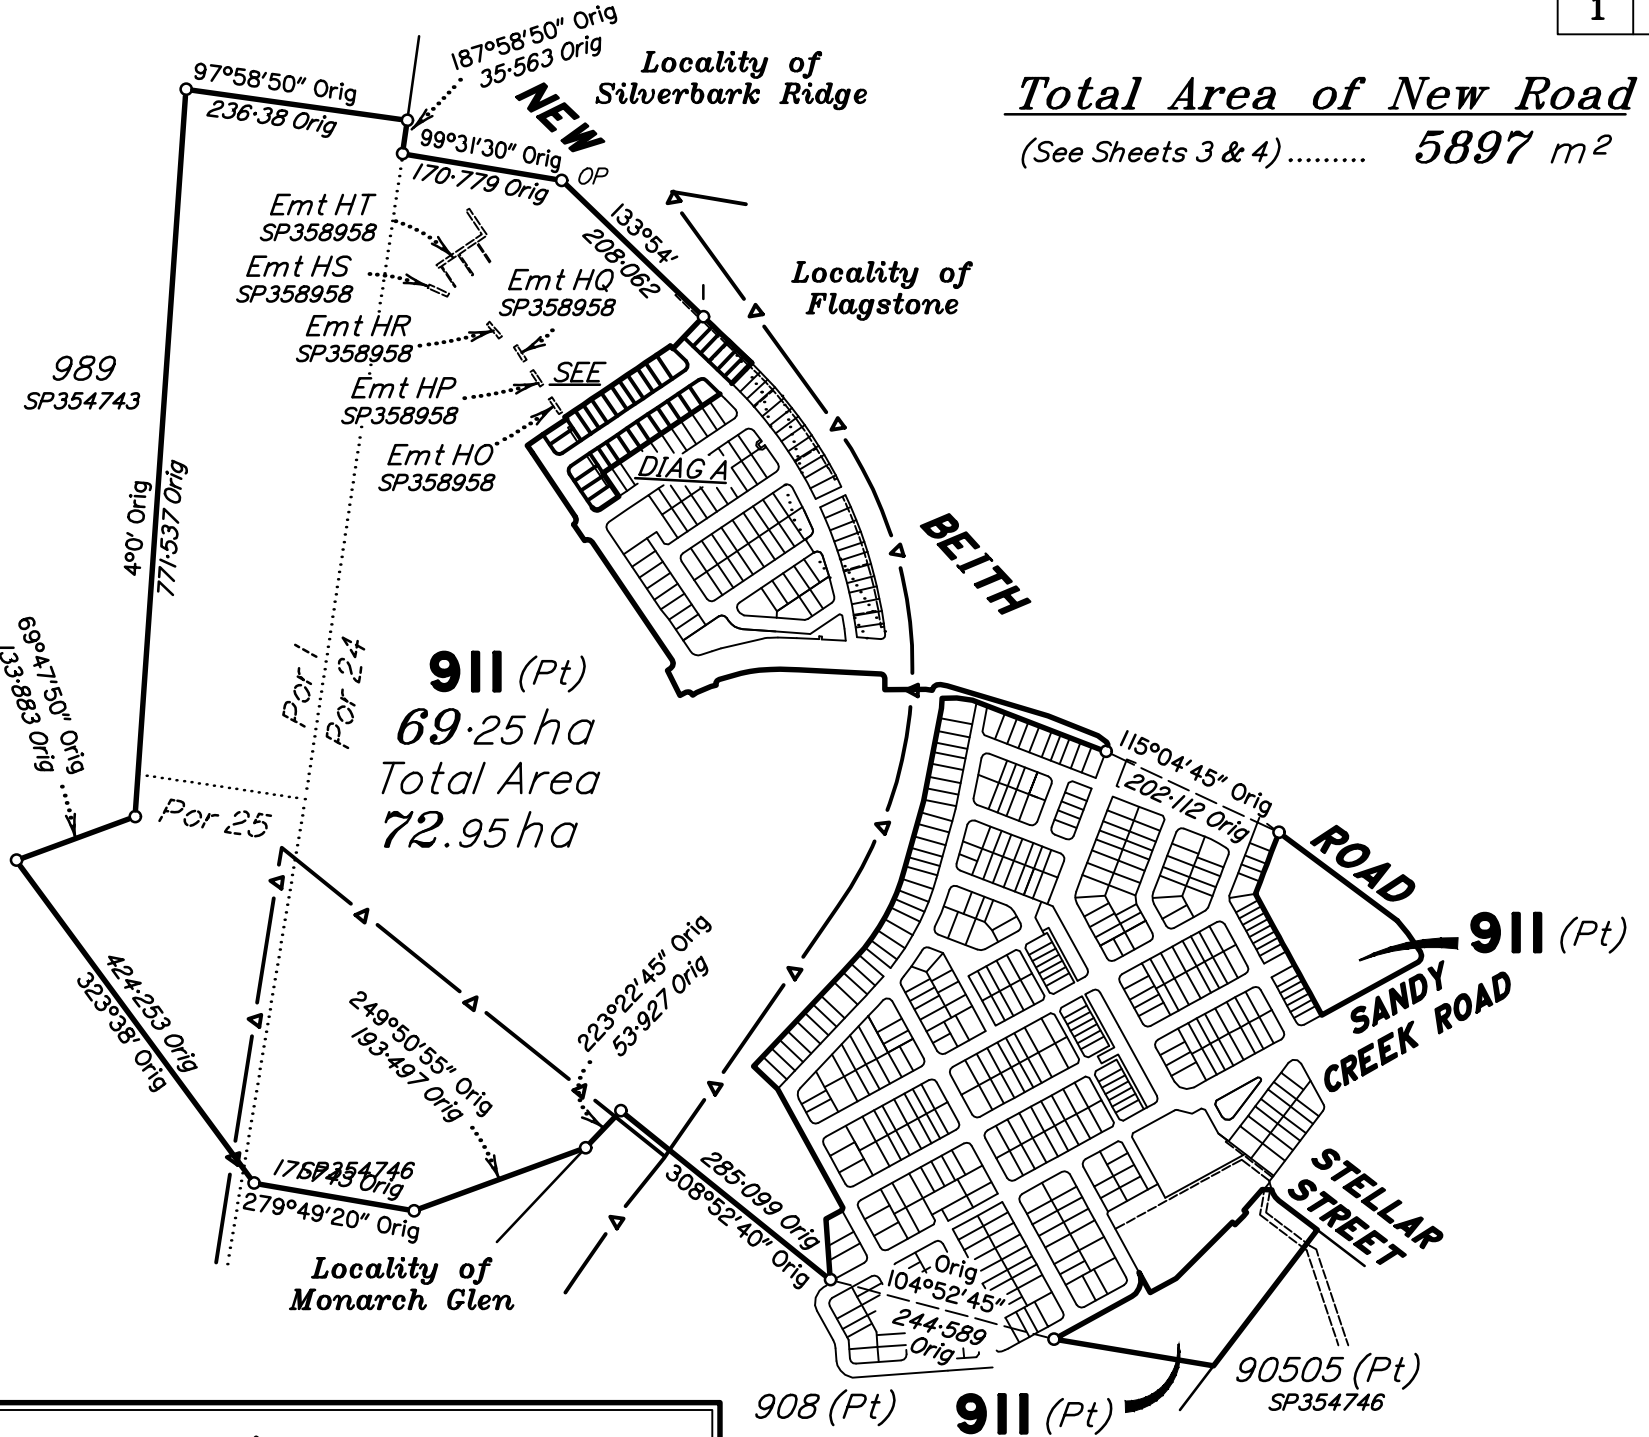 1
97°58'50" Orig
236·38 Orig
187°58'50" Orig
35·563 Orig
Locality of
Silverbark Ridge
Total Area of New Road
(See Sheets 3 & 4) ......... 5897 m²
NEW
99°31'30" Orig
170·779 Orig
OP
133°54'
208·062
Emt HT
SP358958
Emt HS
SP358958
Emt HQ
SP358958
Emt HR
SP358958
Emt HP
SP358958
Emt HO
SP358958
Locality of
Flagstone
989
SP354743
SEE
DIAG A
4°0' Orig
771·537 Orig
BEITH
69°47'50" Orig
133·883 Orig
Por 1
Por 24
Por 25
911 (Pt)
69·25 ha
Total Area
72.95 ha
115°04'45" Orig
202·112 Orig
ROAD
911 (Pt)
SANDY
CREEK ROAD
424·253 Orig
323°38' Orig
249°50'55" Orig
193·497 Orig
223°22'45" Orig
53·927 Orig
SP354746
279°49'20" Orig
285·099 Orig
308°52'40" Orig
Locality of
Monarch Glen
STELLAR
STREET
Orig
104°52'45"
244·589
Orig
908 (Pt)
911 (Pt)
90505 (Pt)
SP354746